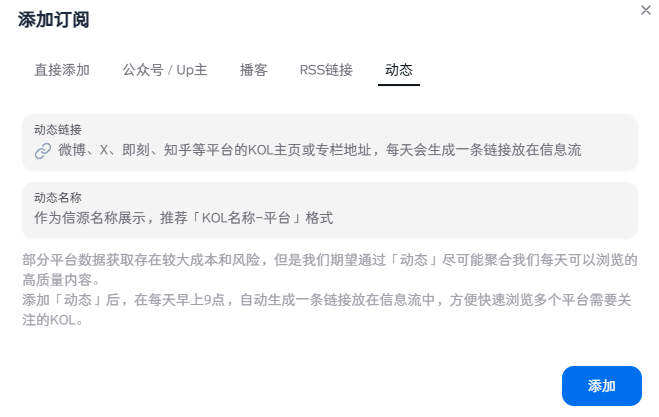 添加订阅
直接添加
公众号 / Up主
播客
RSS链接
动态
动态链接
微博、X、即刻、知乎等平台的KOL主页或专栏地址，每天会生成一条链接放在信息流
动态名称
作为信源名称展示，推荐「KOL名称-平台」格式
部分平台数据获取存在较大成本和风险，但是我们期望通过「动态」尽可能聚合我们每天可以浏览的
高质量内容。
添加「动态」后，在每天早上9点，自动生成一条链接放在信息流中，方便快速浏览多个平台需要关
注的KOL。
添加